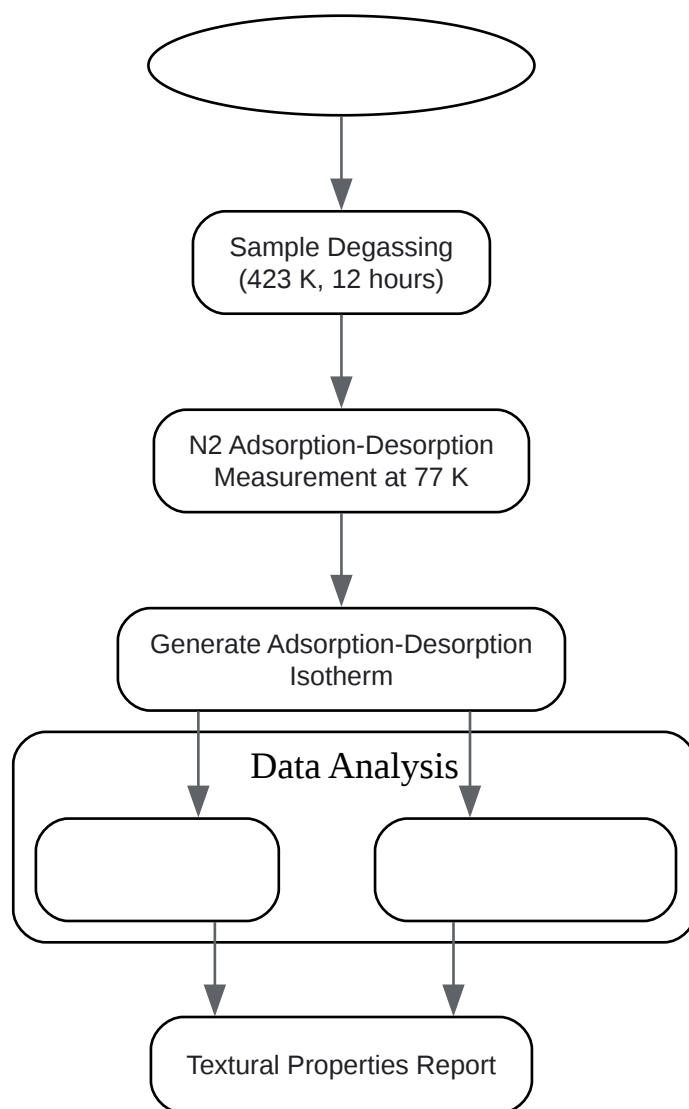 Sample Degassing
(423 K, 12 hours)
N2 Adsorption-Desorption
Measurement at 77 K
Generate Adsorption-Desorption
Isotherm
Data Analysis
Textural Properties Report